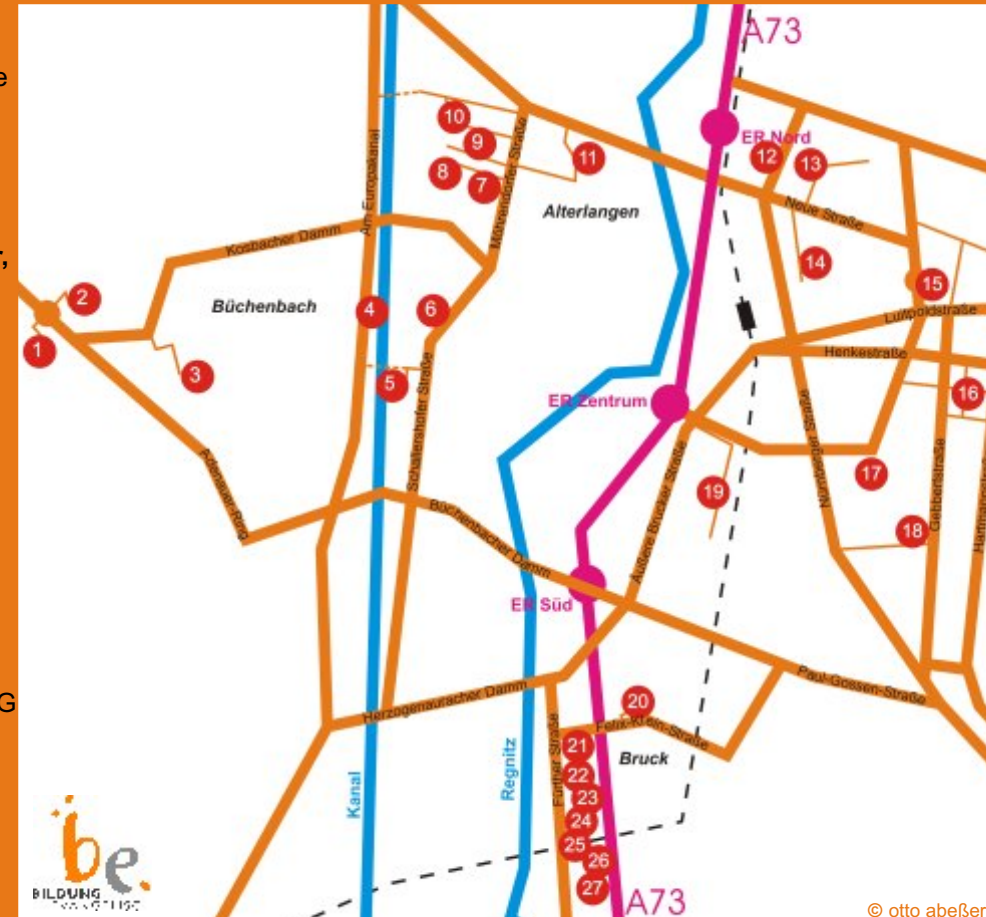 e
r,
G
A73
ER Nord
10
9
8
7
11
12
13
Alterlangen
Neue Straße
14
Am Europakanal
Möhrendorfer Straße
Kosbacher Damm
Büchenbach
2
1
3
4
6
5
15
Luitpoldstraße
Henkestraße
16
ER Zentrum
Schallershofer Straße
Nürnberger Straße
Äußere Brucker Straße
17
Gebbertstraße
18
19
Adenauer-Ring
Büchenbacher Damm
ER Süd
Paul-Gossen-Straße
Herzogenauracher Damm
20
Felix-Klein-Straße
Fürther Straße
Bruck
21
22
23
24
25
26
27
Kanal
Regnitz
be.
BILDUNG
A73
© otto abeßer